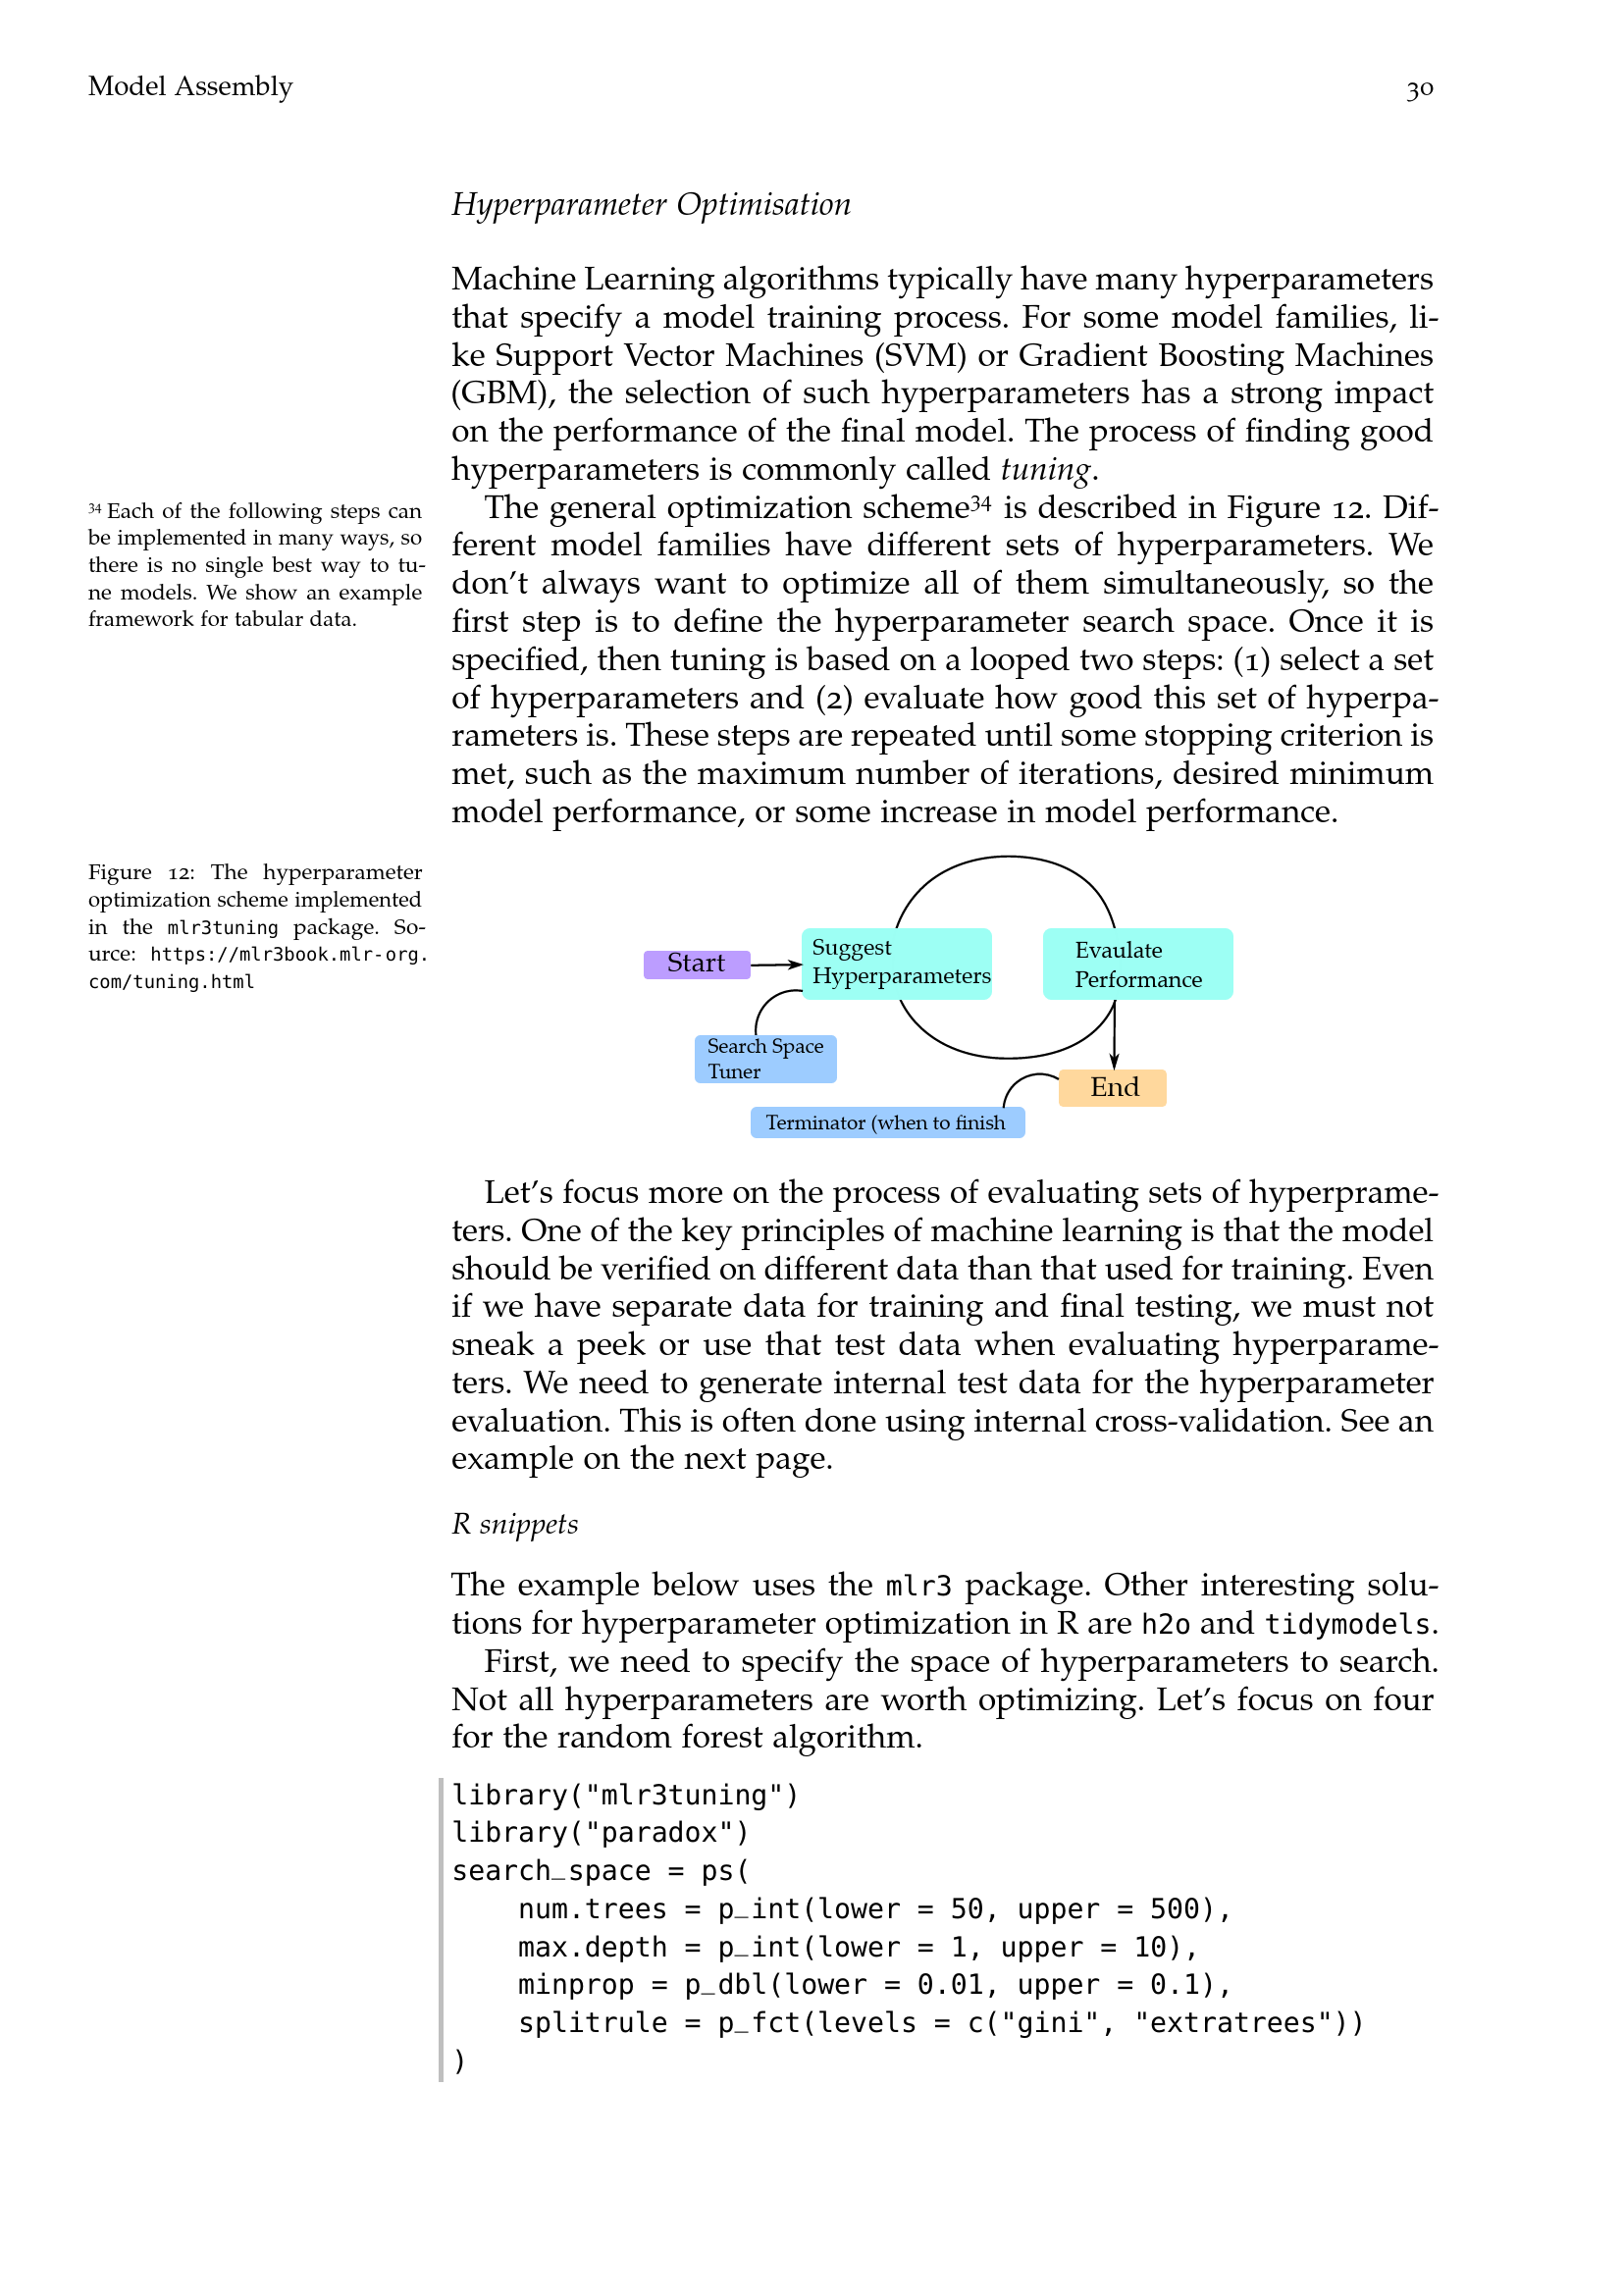 Model Assembly 30
Hyperparameter Optimisation
Machine Learning algorithms typically have many hyperparameters
that specify a model training process. For some model families, li-
ke Support Vector Machines (SVM) or Gradient Boosting Machines
(GBM), the selection of such hyperparameters has a strong impact
on the performance of the final model. The process of finding good
hyperparameters is commonly called tuning.
The general optimization scheme34 is described in Figure 12. Dif-
ferent model families have different sets of hyperparameters. We
don't always want to optimize all of them simultaneously, so the
first step is to define the hyperparameter search space. Once it is
specified, then tuning is based on a looped two steps: (1) select a set
of hyperparameters and (2) evaluate how good this set of hyperpa-
rameters is. These steps are repeated until some stopping criterion is
met, such as the maximum number of iterations, desired minimum
model performance, or some increase in model performance.
34 Each of the following steps can
be implemented in many ways, so
there is no single best way to tu-
ne models. We show an example
framework for tabular data.
Figure 12: The hyperparameter
optimization scheme implemented
in the mlr3tuning package. So-
urce: https://mlr3book.mlr-org.
com/tuning.html
Start
Suggest
Hyperparameters
Evaulate
Performance
Search Space
Tuner
End
Terminator (when to finish
Let's focus more on the process of evaluating sets of hyperprame-
ters. One of the key principles of machine learning is that the model
should be verified on different data than that used for training. Even
if we have separate data for training and final testing, we must not
sneak a peek or use that test data when evaluating hyperparame-
ters. We need to generate internal test data for the hyperparameter
evaluation. This is often done using internal cross-validation. See an
example on the next page.
R snippets
The example below uses the mlr3 package. Other interesting solu-
tions for hyperparameter optimization in R are h2o and tidymodels.
First, we need to specify the space of hyperparameters to search.
Not all hyperparameters are worth optimizing. Let's focus on four
for the random forest algorithm.
library("mlr3tuning")
library("paradox")
search_space = ps(
    num.trees = p_int(lower = 50, upper = 500),
    max.depth = p_int(lower = 1, upper = 10),
    minprop = p_dbl(lower = 0.01, upper = 0.1),
    splitrule = p_fct(levels = c("gini", "extratrees"))
)